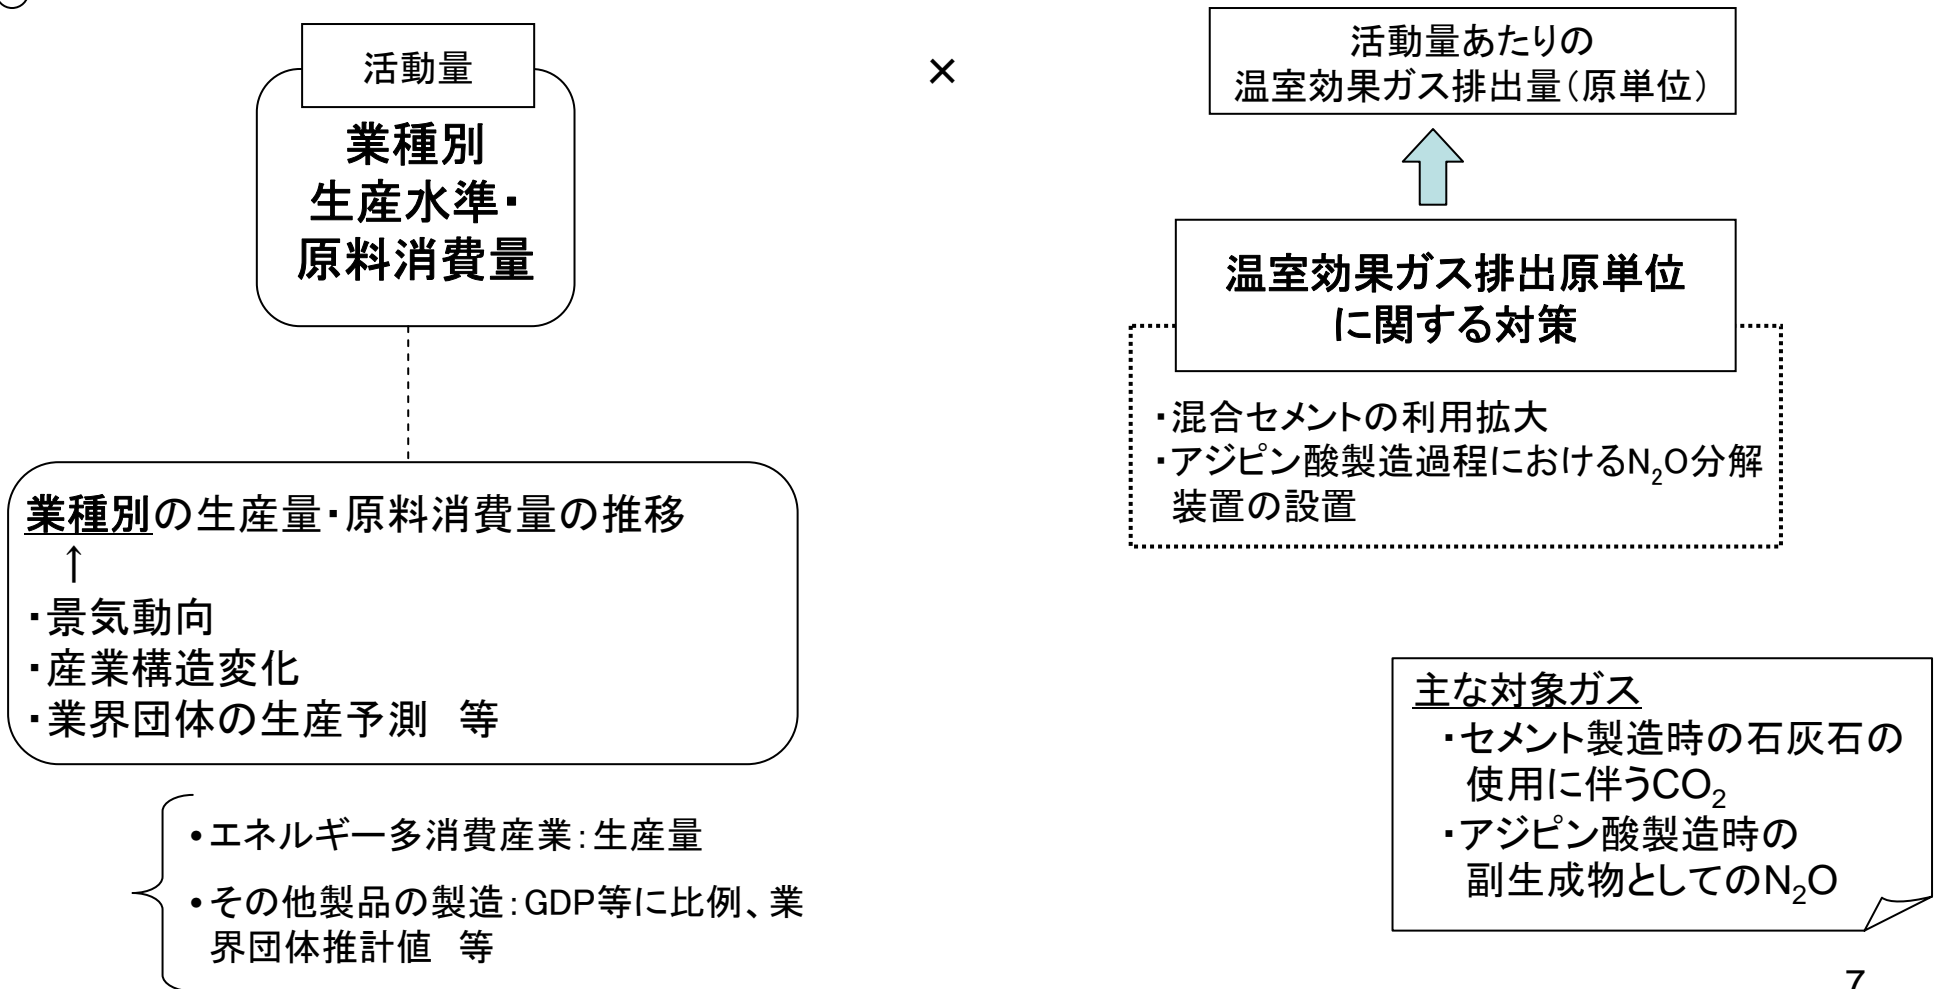 活動量
業種別
生産水準・
原料消費量
×
活動量あたりの
温室効果ガス排出量(原単位)
温室効果ガス排出原単位
に関する対策
・混合セメントの利用拡大
・アジピン酸製造過程におけるN₂O分解
装置の設置
業種別の生産量・原料消費量の推移
↑
・景気動向
・産業構造変化
・業界団体の生産予測 等
•エネルギー多消費産業:生産量
•その他製品の製造:GDP等に比例、業
界団体推計値 等
主な対象ガス
・セメント製造時の石灰石の
使用に伴うCO₂
・アジピン酸製造時の
副生成物としてのN₂O
7